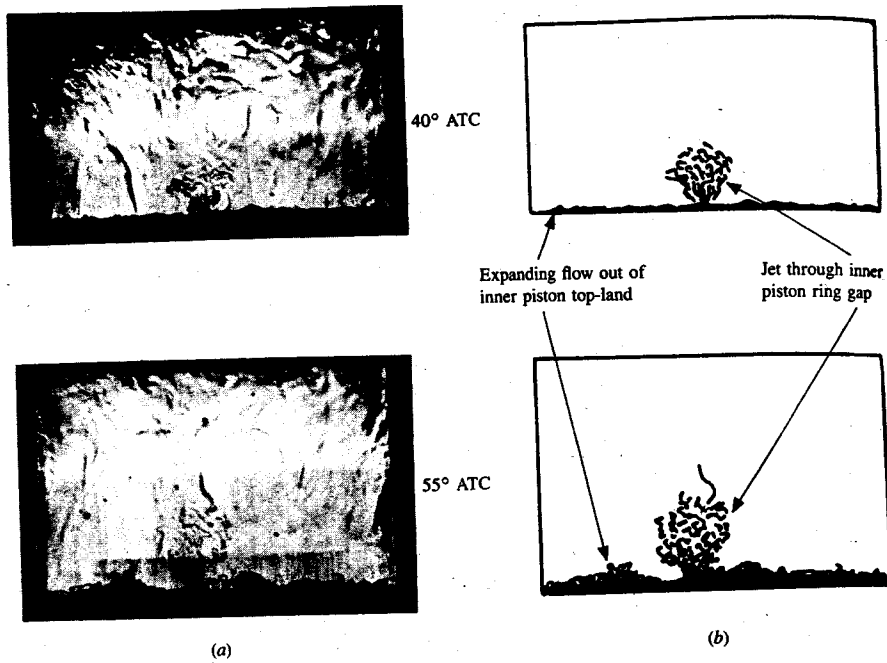 40° ATC
Expanding flow out of
inner piston top-land
Jet through inner
piston ring gap
55° ATC
(a)
(b)